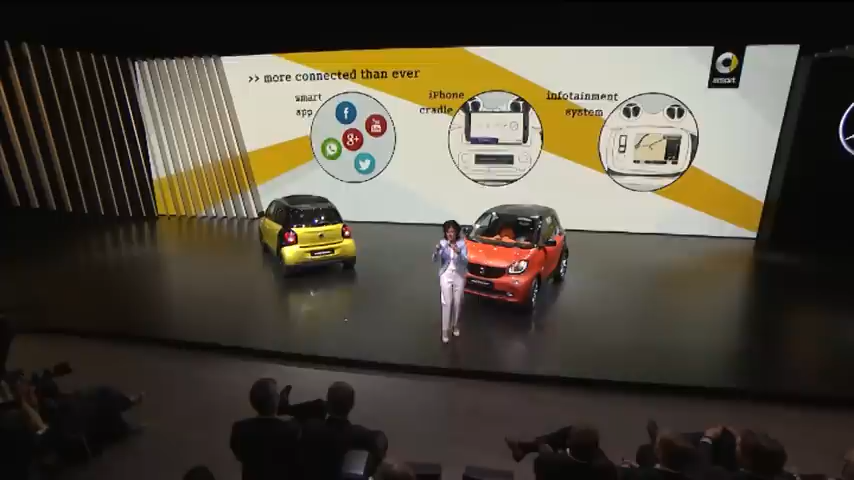 >> more connected than ever
smart
app
iPhone
cradle
infotainment
system
smart
f
g+